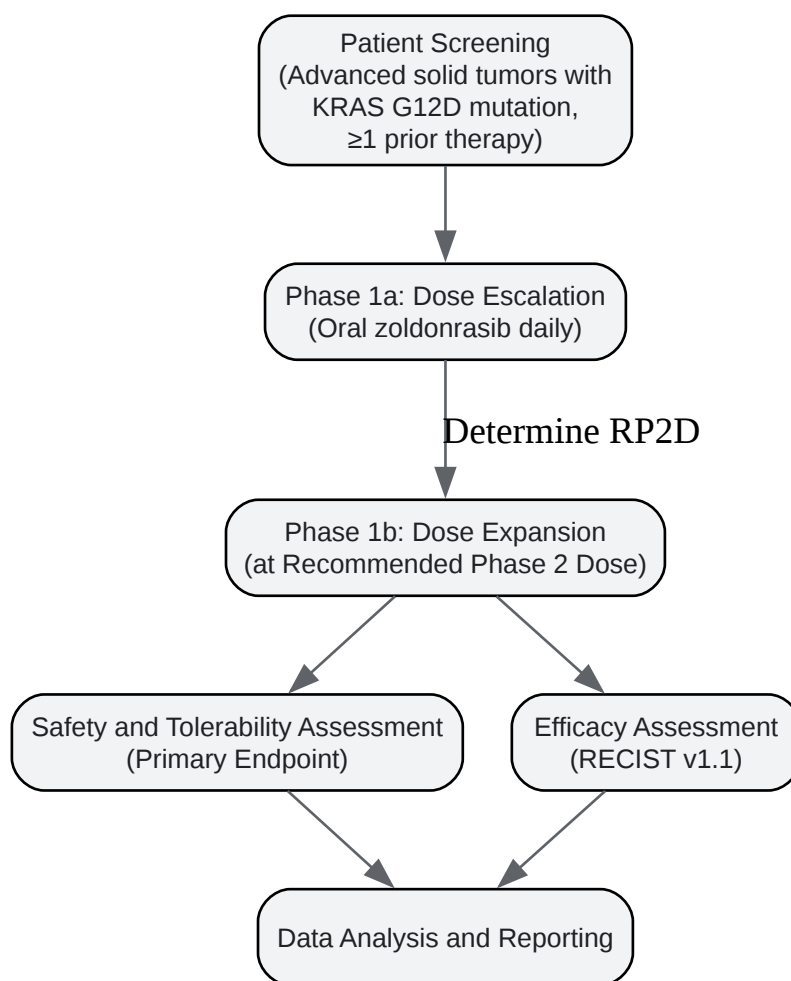 Patient Screening
(Advanced solid tumors with
KRAS G12D mutation,
≥1 prior therapy)
Phase 1a: Dose Escalation
(Oral zoldonrasib daily)
Determine RP2D
Phase 1b: Dose Expansion
(at Recommended Phase 2 Dose)
Safety and Tolerability Assessment
(Primary Endpoint)
Efficacy Assessment
(RECIST v1.1)
Data Analysis and Reporting